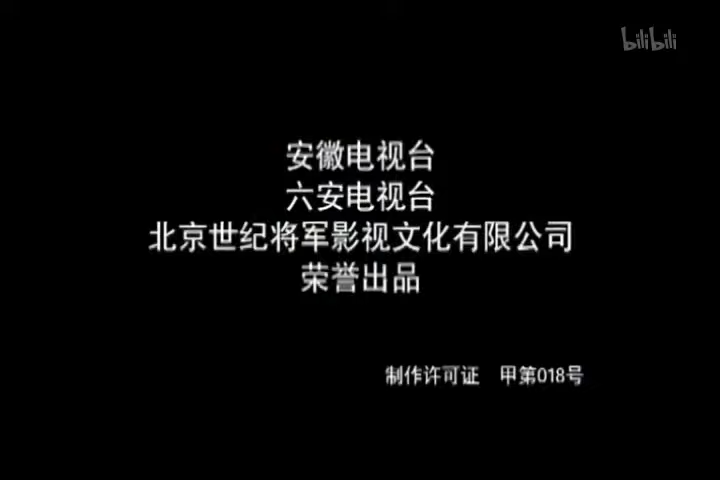 bilibili
安徽电视台
六安电视台
北京世纪将军影视文化有限公司
荣誉出品
制作许可证 甲第018号